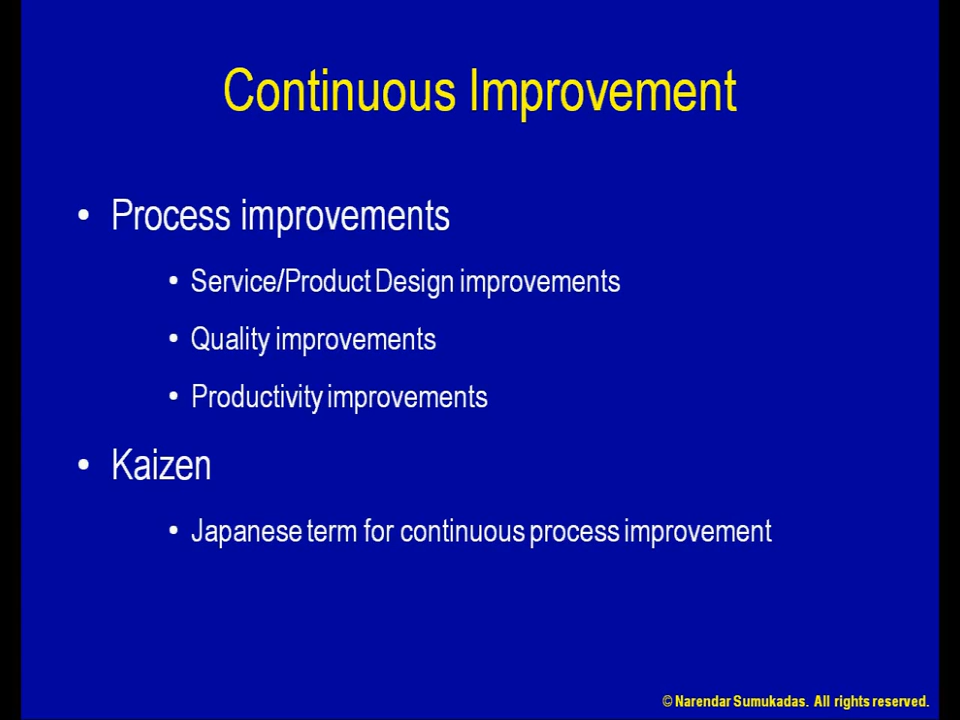 Continuous Improvement
• Process improvements
• Service/Product Design improvements
• Quality improvements
• Productivity improvements
• Kaizen
• Japanese term for continuous process improvement
© Narendar Sumukadas. All rights reserved.